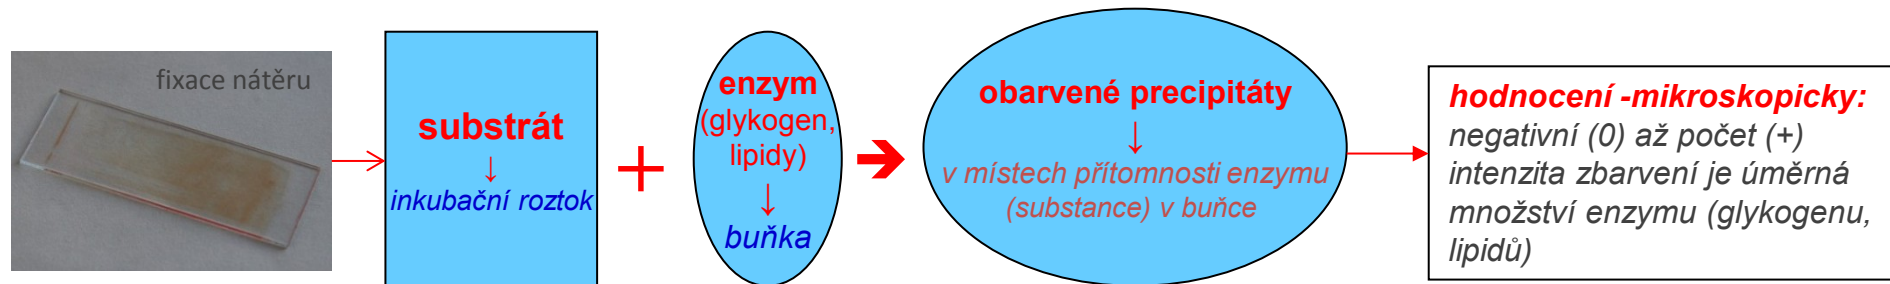 fixace nátěru
substrát
↓
inkubační roztok
+
enzym
(glykogen,
lipidy)
↓
buňka
➔
obarvené precipitáty
↓
v místech přítomnosti enzymu
(substance) v buňce
hodnocení -mikroskopicky:
negativní (0) až počet (+)
intenzita zbarvení je úměrná
množství enzymu (glykogenu,
lipidů)